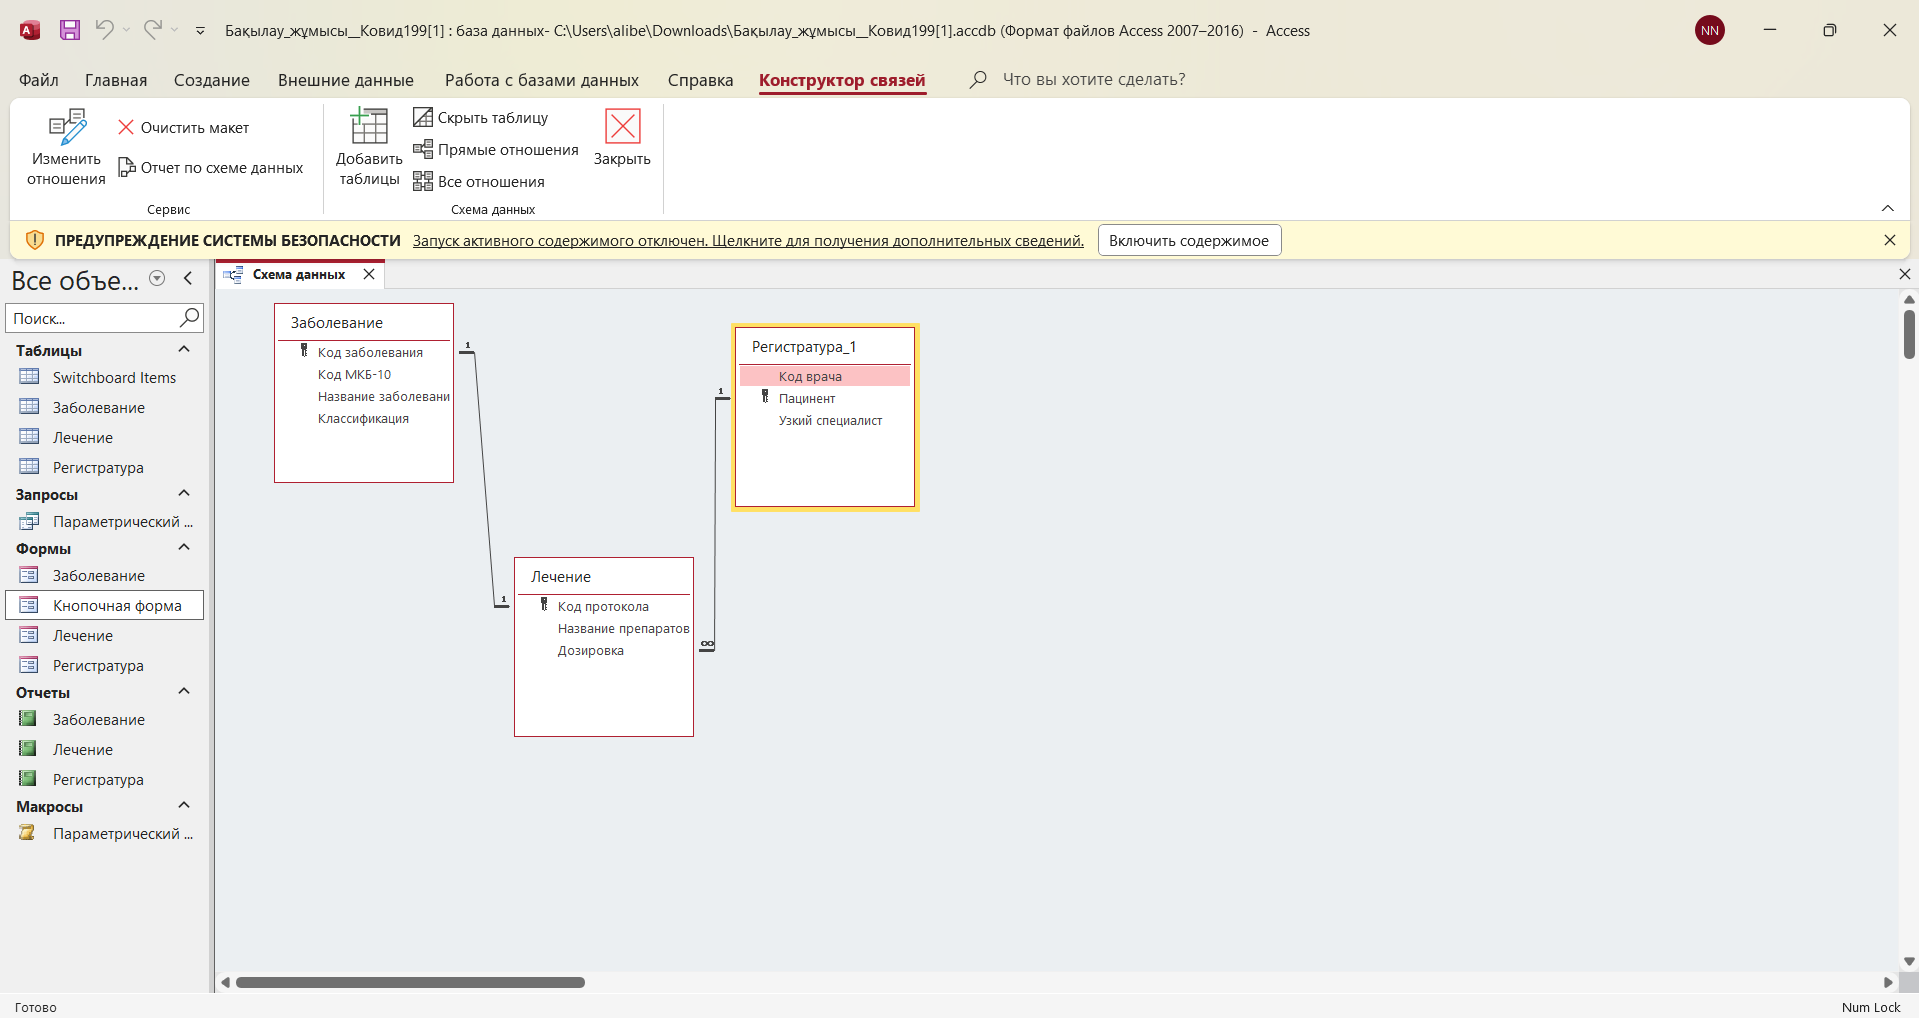 Бақылау_жұмысы__Ковид199[1] : база данных- C:\Users\alibe\Downloads\Бақылау_жұмысы__Ковид199[1].accdb (Формат файлов Access 2007–2016)  -  Access
NN
Файл Главная Создание Внешние данные Работа с базами данных Справка Конструктор связей Что вы хотите сделать?
Изменить отношения
Очистить макет
Отчет по схеме данных
Сервис
Добавить таблицы
Скрыть таблицу
Прямые отношения
Все отношения
Закрыть
Схема данных
ПРЕДУПРЕЖДЕНИЕ СИСТЕМЫ БЕЗОПАСНОСТИ Запуск активного содержимого отключен. Щелкните для получения дополнительных сведений. Включить содержимое
Все объе...
Поиск...
Таблицы
Switchboard Items
Заболевание
Лечение
Регистратура
Запросы
Параметрический ...
Формы
Заболевание
Кнопочная форма
Лечение
Регистратура
Отчеты
Заболевание
Лечение
Регистратура
Макросы
Параметрический ...
Схема данных
Заболевание
Код заболевания
Код МКБ-10
Название заболевани
Классификация
1
1
Регистратура_1
Код врача
Пацинент
Узкий специалист
1
∞
Лечение
Код протокола
Название препаратов
Дозировка
Готово
Num Lock